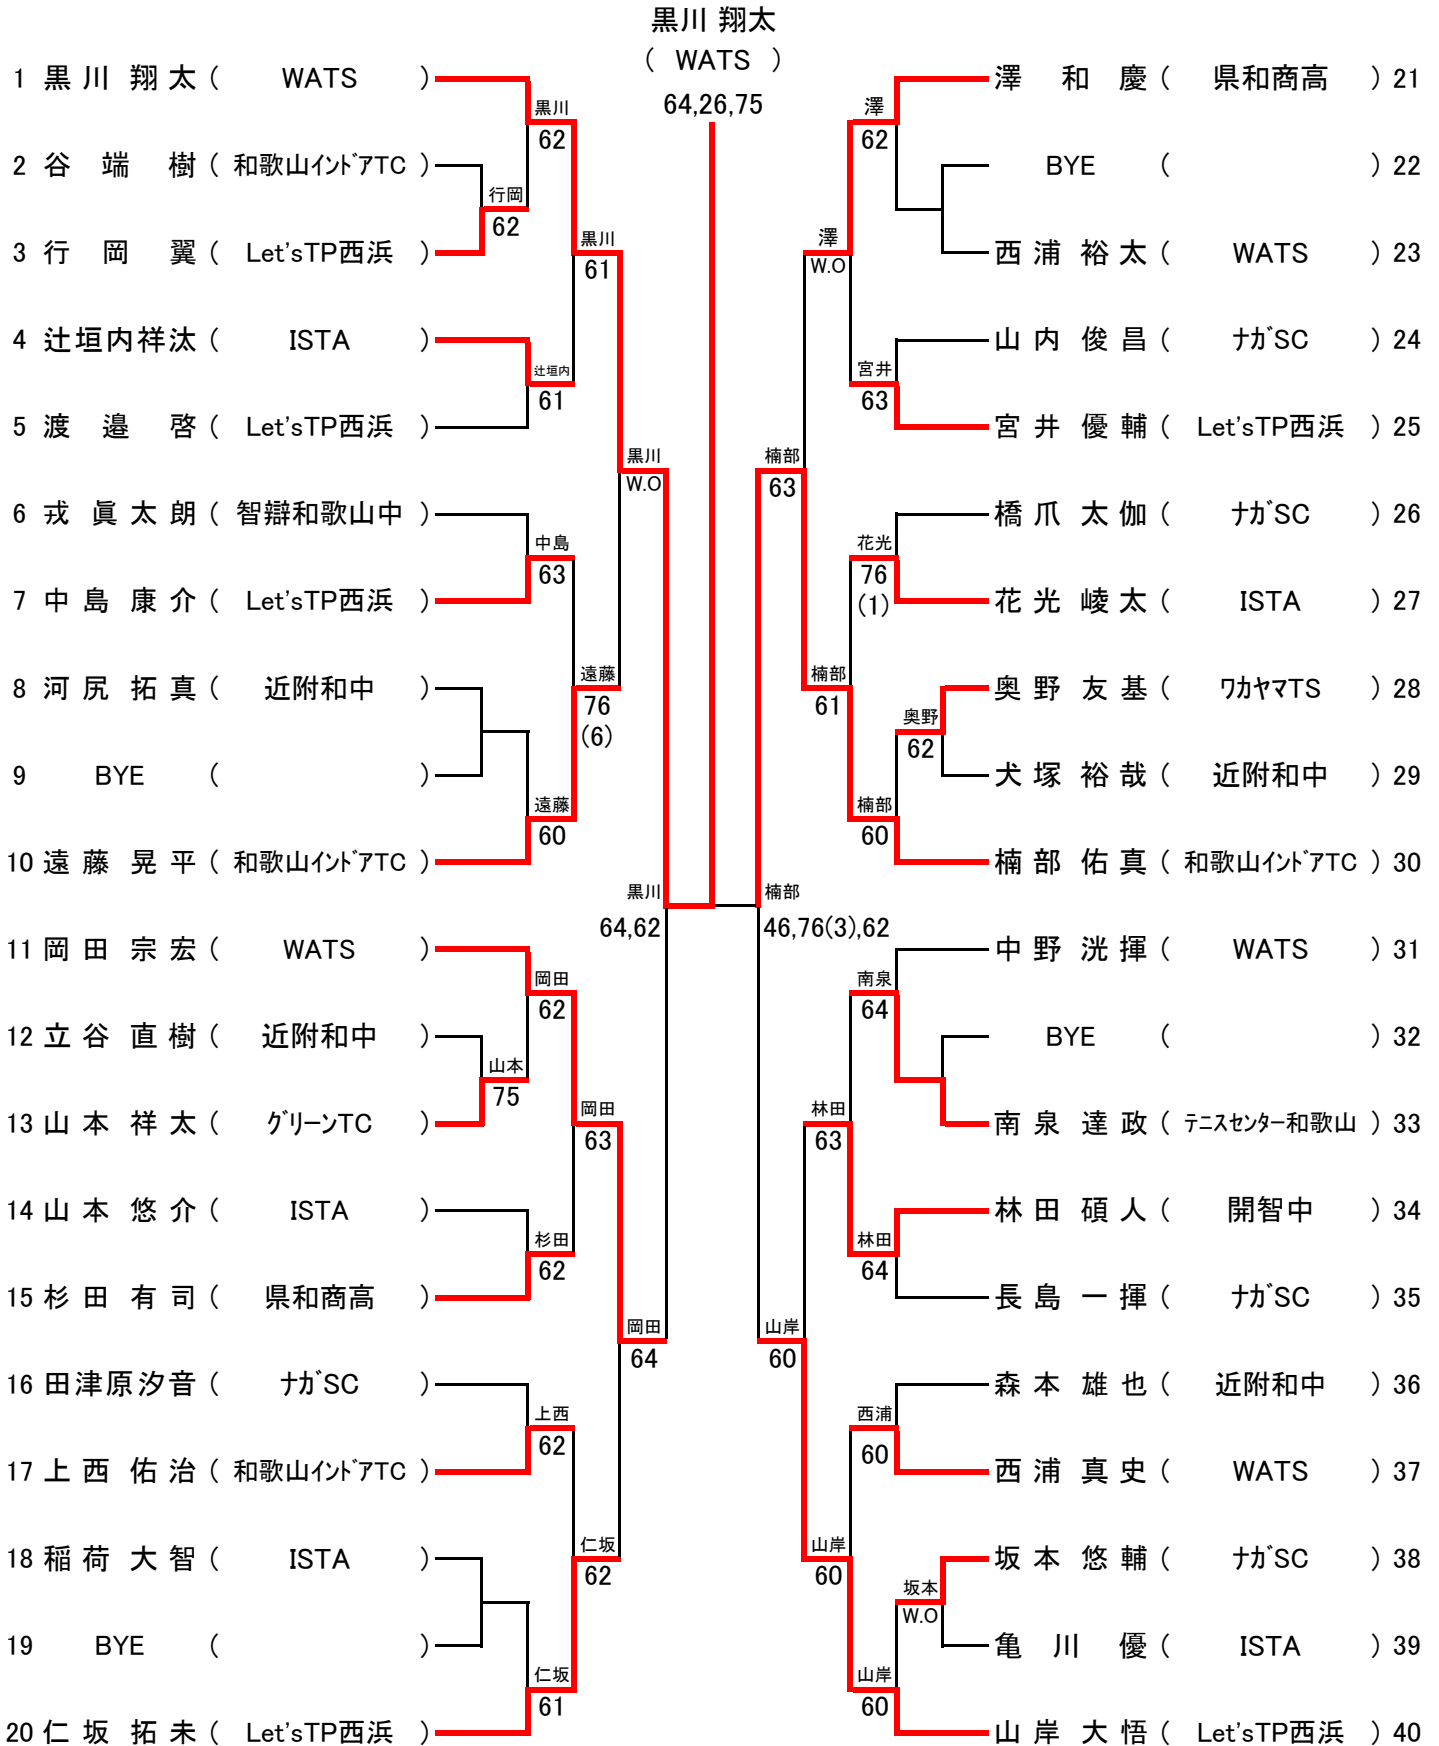 黒川 翔太
( WATS )
64,26,75
1 黒川 翔太 ( WATS )
黒川
62
2 谷端 樹 ( 和歌山インドアTC )
行岡
62
3 行岡 翼 ( Let'sTP西浜 )
黒川
61
4 辻垣内祥汰 ( ISTA )
辻垣内
61
5 渡邉 啓 ( Let'sTP西浜 )
黒川
W.O
6 戎 眞太朗 ( 智辯和歌山中 )
中島
63
7 中島 康介 ( Let'sTP西浜 )
遠藤
76
(6)
8 河尻 拓真 ( 近附和中 )
9 BYE ( )
遠藤
60
10 遠藤 晃平 ( 和歌山インドアTC )
黒川
64,62
11 岡田 宗宏 ( WATS )
岡田
62
12 立谷 直樹 ( 近附和中 )
山本
75
13 山本 祥太 ( グリーンTC )
岡田
63
14 山本 悠介 ( ISTA )
杉田
62
15 杉田 有司 ( 県和商高 )
岡田
64
16 田津原汐音 ( ナガSC )
上西
62
17 上西 佑治 ( 和歌山インドアTC )
仁坂
62
18 稲荷 大智 ( ISTA )
19 BYE ( )
仁坂
61
20 仁坂 拓未 ( Let'sTP西浜 )
澤 和慶 ( 県和商高 ) 21
澤
62
BYE ( ) 22
西浦 裕太 ( WATS ) 23
澤
W.O
山内 俊昌 ( ナガSC ) 24
宮井
63
宮井 優輔 ( Let'sTP西浜 ) 25
楠部
63
橋爪 太伽 ( ナガSC ) 26
花光
76
(1)
花光 崚太 ( ISTA ) 27
楠部
61
奥野 友基 ( ワカヤマTS ) 28
奥野
62
犬塚 裕哉 ( 近附和中 ) 29
楠部
60
楠部 佑真 ( 和歌山インドアTC ) 30
楠部
46,76(3),62
中野 洸揮 ( WATS ) 31
南泉
64
BYE ( ) 32
南泉 達政 ( テニスセンター和歌山 ) 33
林田
63
林田 碩人 ( 開智中 ) 34
林田
64
長島 一揮 ( ナガSC ) 35
山岸
60
森本 雄也 ( 近附和中 ) 36
西浦
60
西浦 真史 ( WATS ) 37
山岸
60
坂本 悠輔 ( ナガSC ) 38
坂本
W.O
亀川 優 ( ISTA ) 39
山岸
60
山岸 大悟 ( Let'sTP西浜 ) 40